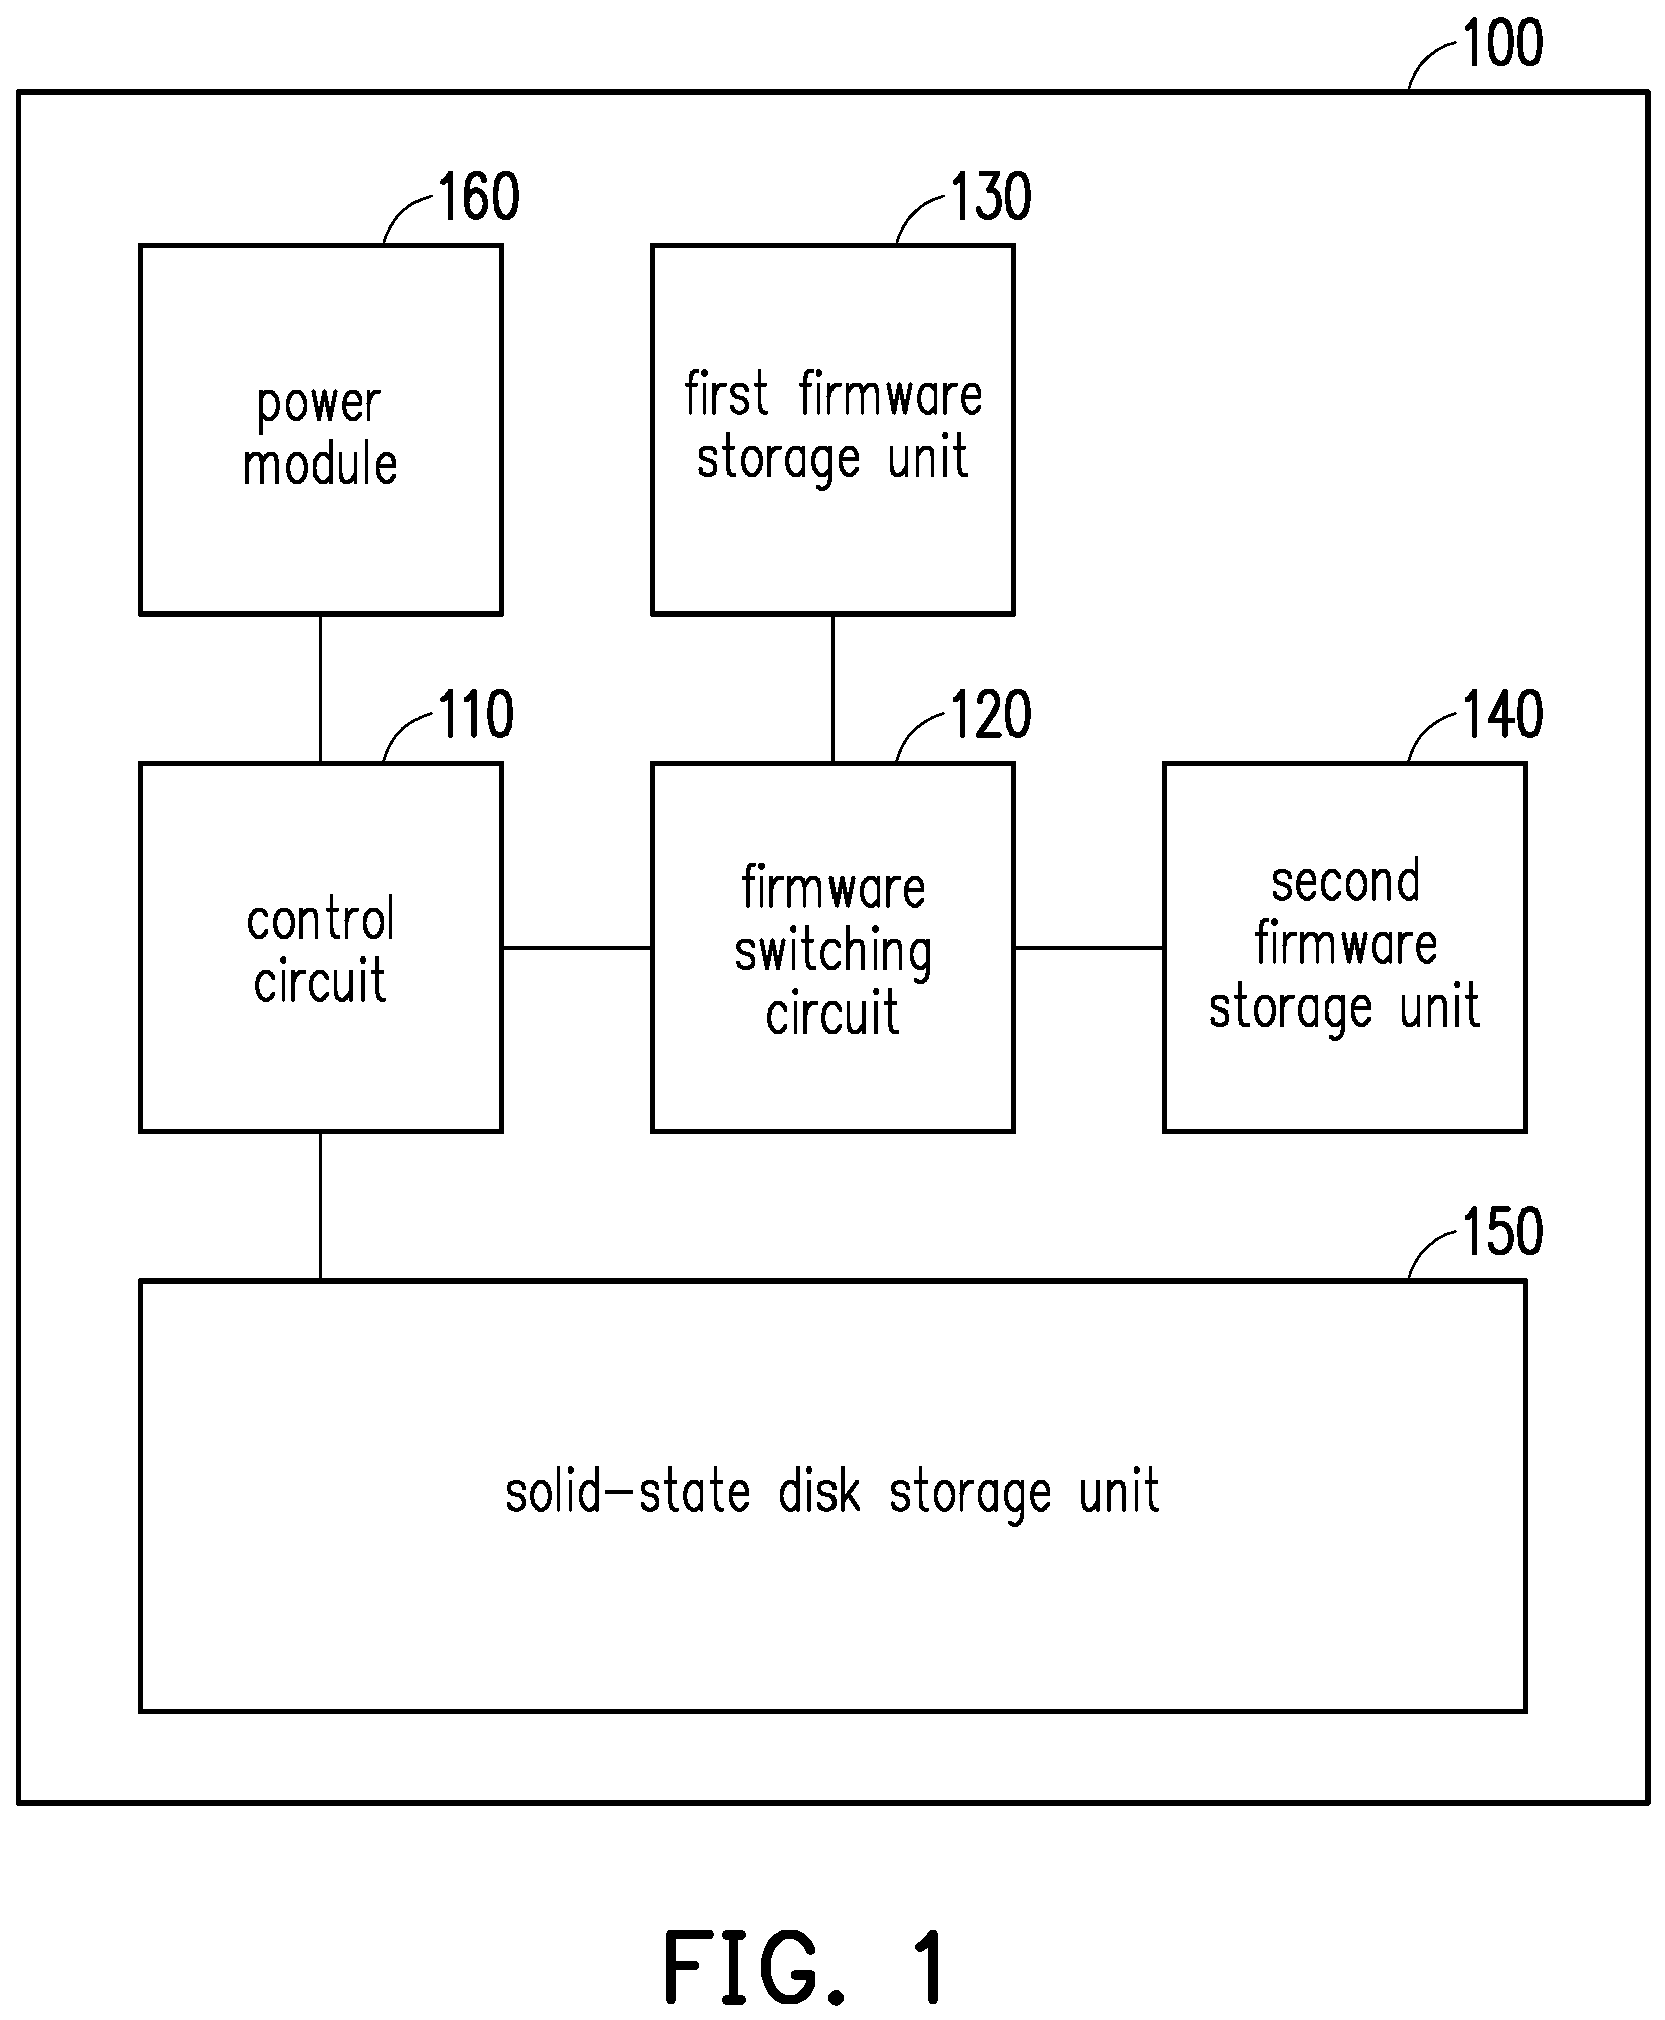 100
160
130
power
module
first firmware
storage unit
110
120
140
control
circuit
firmware
switching
circuit
second
firmware
storage unit
150
solid-state disk storage unit
FIG. 1